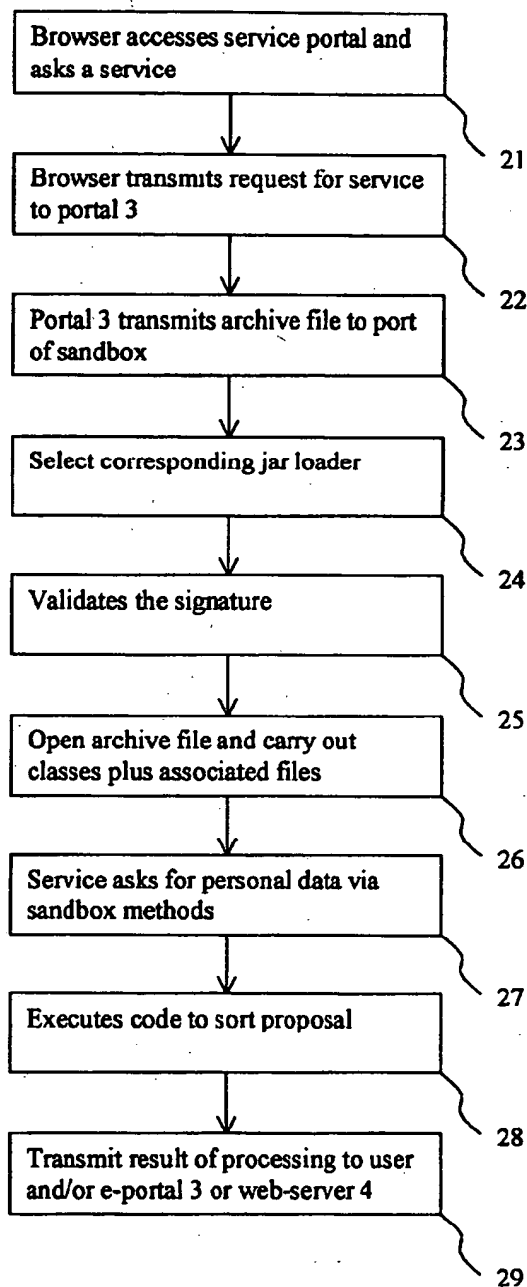 Browser accesses service portal and
asks a service
21
Browser transmits request for service
to portal 3
22
Portal 3 transmits archive file to port
of sandbox
23
Select corresponding jar loader
24
Validates the signature
25
Open archive file and carry out
classes plus associated files
26
Service asks for personal data via
sandbox methods
27
Executes code to sort proposal
28
Transmit result of processing to user
and/or e-portal 3 or web-server 4
29